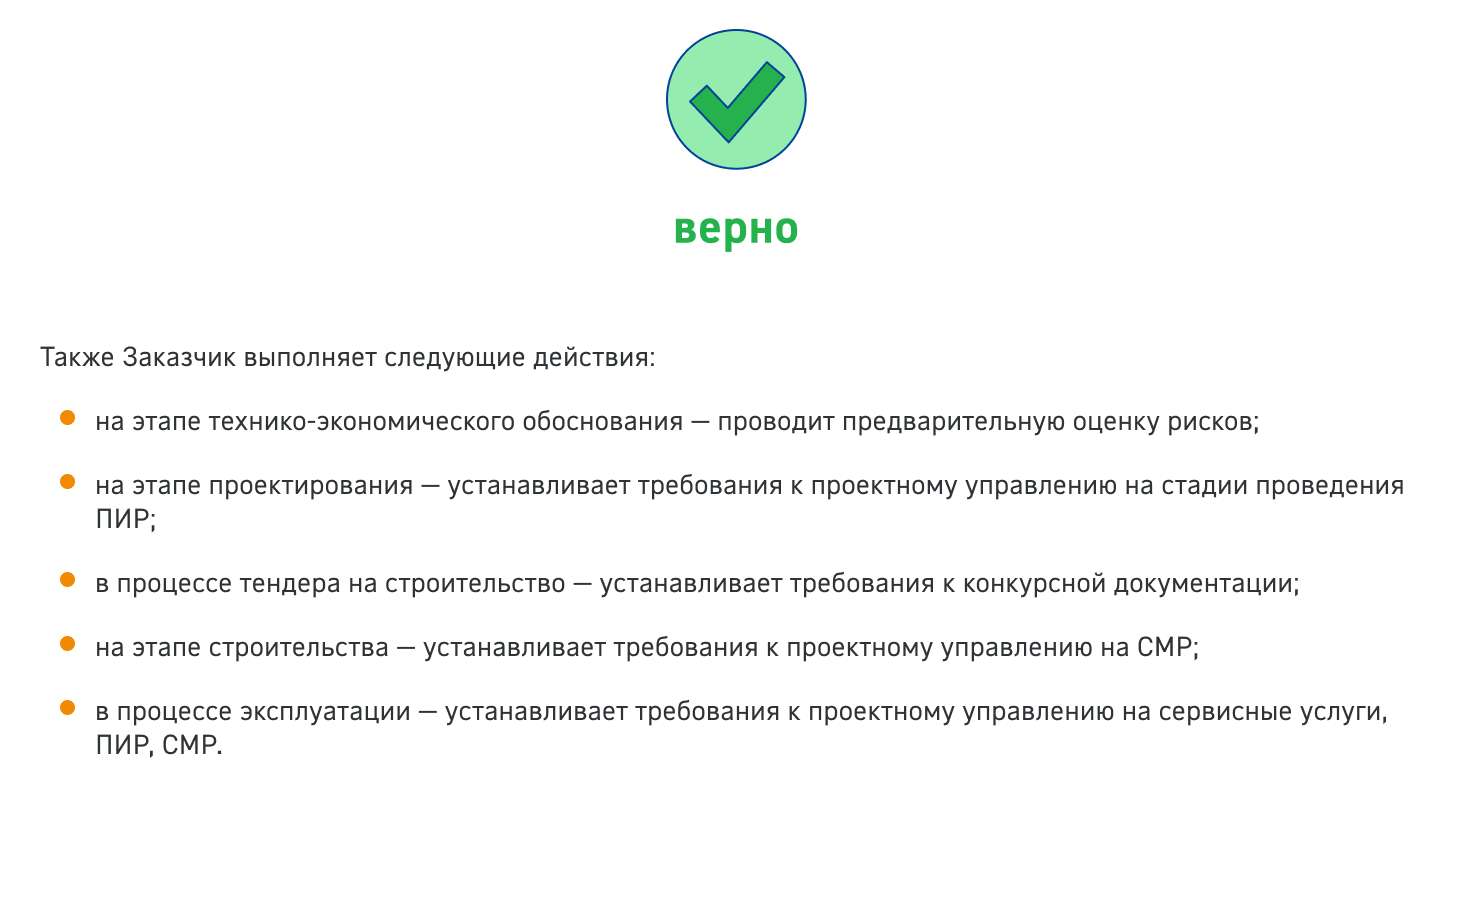 верно
Также Заказчик выполняет следующие действия:
на этапе технико-экономического обоснования — проводит предварительную оценку рисков;
на этапе проектирования — устанавливает требования к проектному управлению на стадии проведения
ПИР;
в процессе тендера на строительство — устанавливает требования к конкурсной документации;
на этапе строительства — устанавливает требования к проектному управлению на СМР;
в процессе эксплуатации — устанавливает требования к проектному управлению на сервисные услуги,
ПИР, СМР.